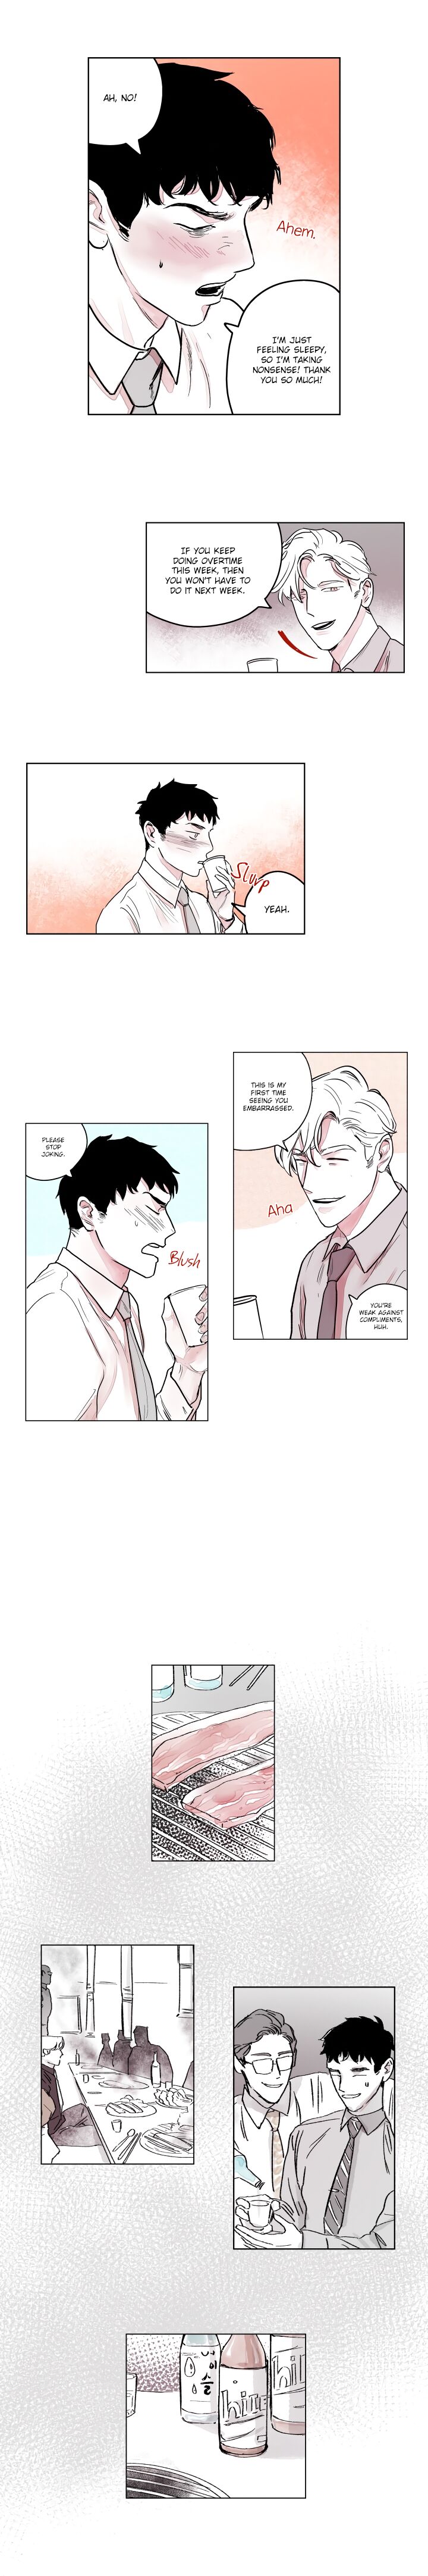 AH, NO!
Ahem.
I'M JUST
FEELING SLEEPY,
SO I'M TAKING
NONSENSE! THANK
YOU SO MUCH!
IF YOU KEEP
DOING OVERTIME
THIS WEEK, THEN
YOU WON'T HAVE TO
DO IT NEXT WEEK.
Slurp
YEAH.
THIS IS MY
FIRST TIME
SEEING YOU
EMBARRASSED.
Aha
YOU'RE
WEAK AGAINST
COMPLIMENTS,
HUH.
PLEASE
STOP
JOKING.
Blush
이
슬
hite
hite